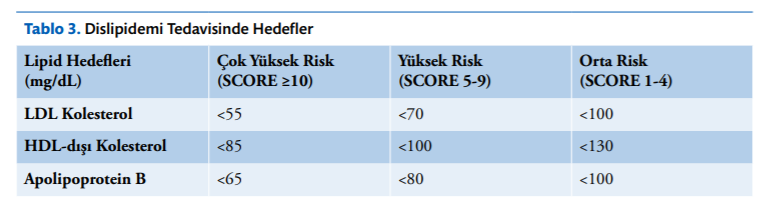 Tablo 3. Dislipidemi Tedavisinde Hedefler
Lipid Hedefleri (mg/dL) Çok Yüksek Risk (SCORE ≥10) Yüksek Risk (SCORE 5-9) Orta Risk (SCORE 1-4)
LDL Kolesterol <55 <70 <100
HDL-dışı Kolesterol <85 <100 <130
Apolipoprotein B <65 <80 <100